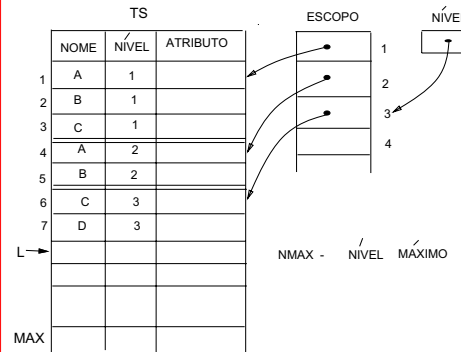 TS
NOME NÍVEL ATRIBUTO
1 A 1
2 B 1
3 C 1
4 A 2
5 B 2
6 C 3
7 D 3
L
MAX
ESCOPO
1
2
3
4
NÍVE
NMAX - NÍVEL MÁXIMO